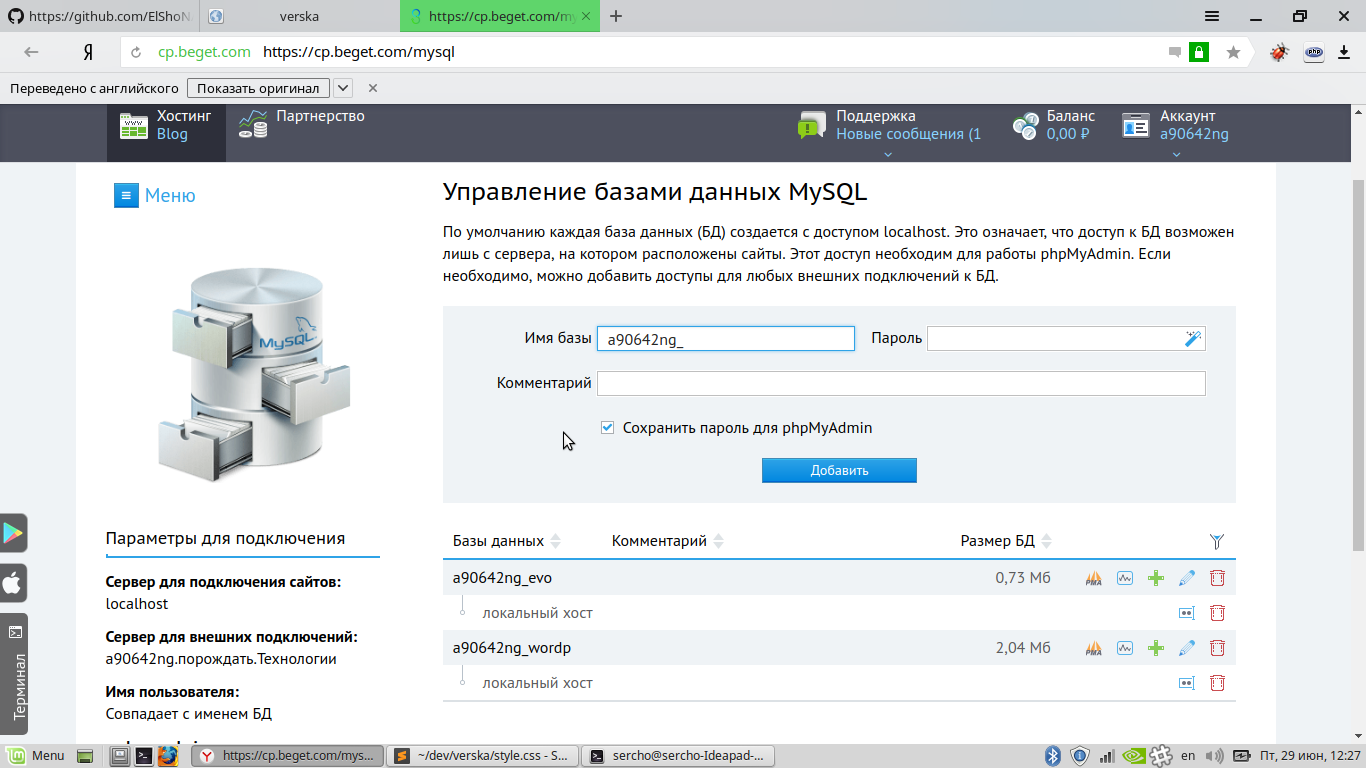 https://github.com/ElShoN
verska
https://cp.beget.com/my
Я
cp.beget.com https://cp.beget.com/mysql
php
Переведено с английского
Показать оригинал
Хостинг
Blog
Партнерство
Поддержка
Новые сообщения (1
Баланс
0,00 ₽
Аккаунт
a90642ng
Меню
Управление базами данных MySQL
По умолчанию каждая база данных (БД) создается с доступом localhost. Это означает, что доступ к БД возможен
лишь с сервера, на котором расположены сайты. Этот доступ необходим для работы phpMyAdmin. Если
необходимо, можно добавить доступы для любых внешних подключений к БД.
MySQL
Имя базы
a90642ng_
Пароль
Комментарий
Сохранить пароль для phpMyAdmin
Добавить
Параметры для подключения
Сервер для подключения сайтов:
localhost
Сервер для внешних подключений:
a90642ng.порождать.Технологии
Имя пользователя:
Совпадает с именем БД
Терминал
Базы данных
Комментарий
Размер БД
a90642ng_evo
0,73 Мб
PMA
локальный хост
a90642ng_wordp
2,04 Мб
PMA
локальный хост
Menu
https://cp.beget.com/mys...
~/dev/verska/style.css - S...
sercho@sercho-Ideapad-...
en
Пт, 29 июн, 12:27